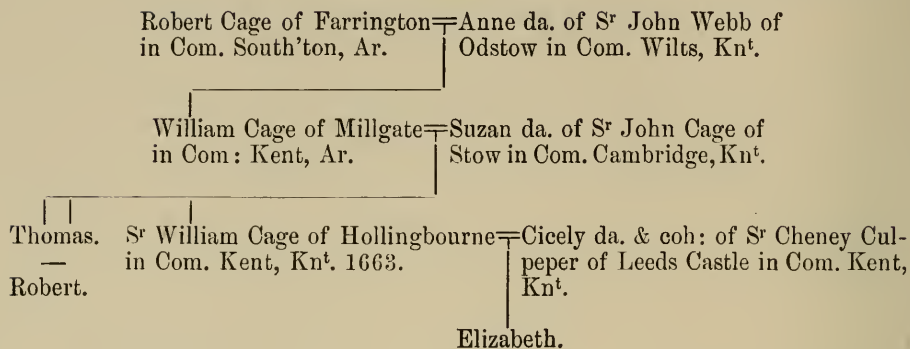 Robert Cage of Farrington
in Com. South'ton, Ar.
Anne da. of Sʳ John Webb of
Odstow in Com. Wilts, Knᵗ.
William Cage of Millgate
in Com: Kent, Ar.
Suzan da. of Sʳ John Cage of
Stow in Com. Cambridge, Knᵗ.
Thomas.
—
Robert.
Sʳ William Cage of Hollingbourne
in Com. Kent, Knᵗ. 1663.
Cicely da. & coh: of Sʳ Cheney Cul-
peper of Leeds Castle in Com. Kent,
Knᵗ.
Elizabeth.